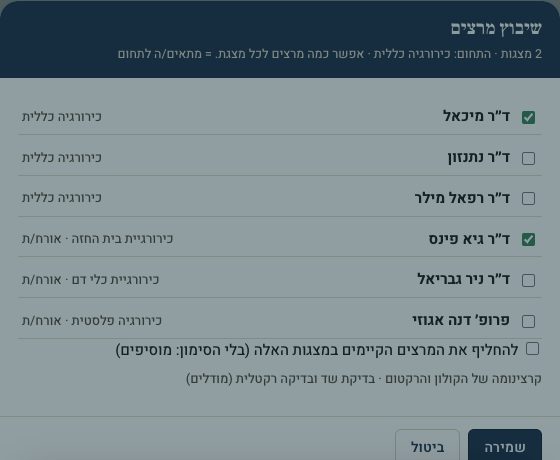 שיבוץ מרצים
2 מצגות · התחום: כירורגיה כללית · אפשר כמה מרצים לכל מצגת. = מתאים/ה לתחום
ד״ר מיכאל כירורגיה כללית
ד״ר נתנזון כירורגיה כללית
ד״ר רפאל מילר כירורגיה כללית
ד״ר גיא פינס כירורגיית בית החזה · אורח/ת
ד״ר ניר גבריאל כירורגיית כלי דם · אורח/ת
פרופ׳ דנה אגוזי כירורגיה פלסטית · אורח/ת
להחליף את המרצים הקיימים במצגות האלה (בלי הסימון: מוסיפים)
קרצינומה של הקולון והרקטום · בדיקת שד ובדיקה רקטלית (מודלים)
שמירה ביטול